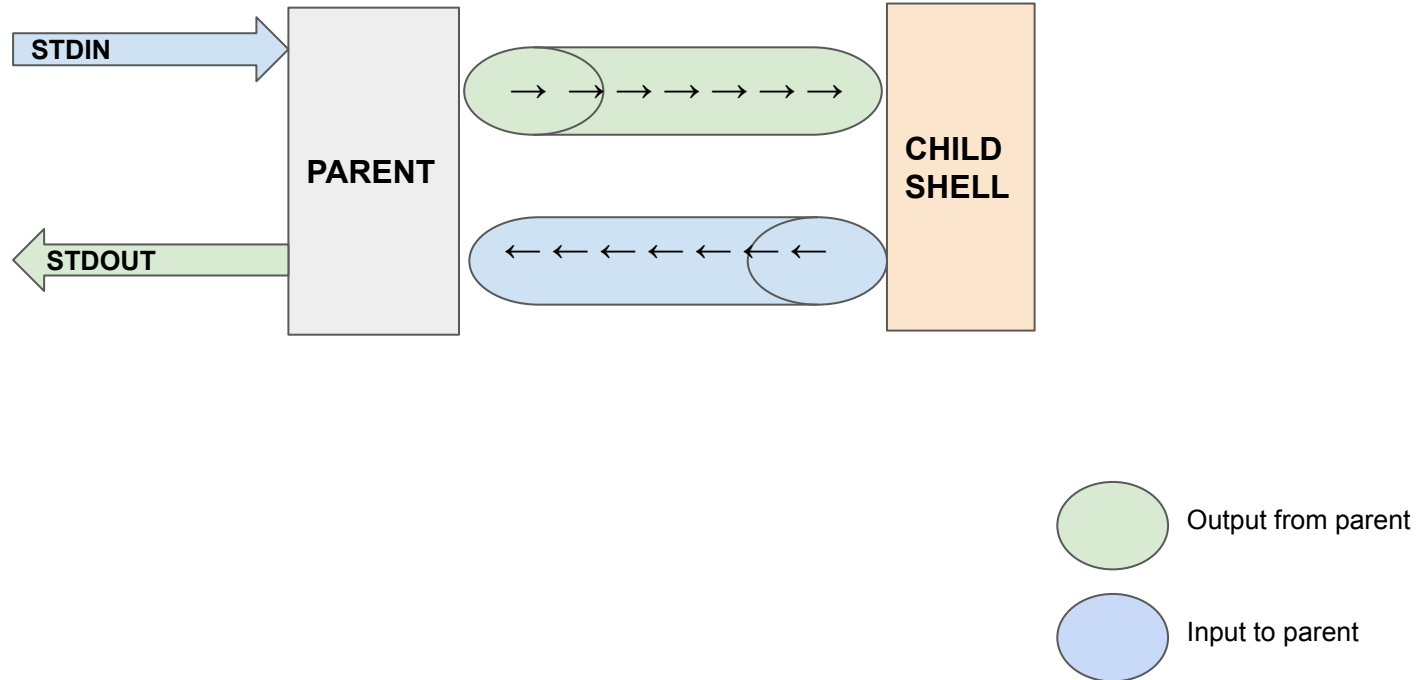 STDIN
→ → → → → → →
PARENT
CHILD
SHELL
← ← ← ← ← ← ←
STDOUT
Output from parent
Input to parent